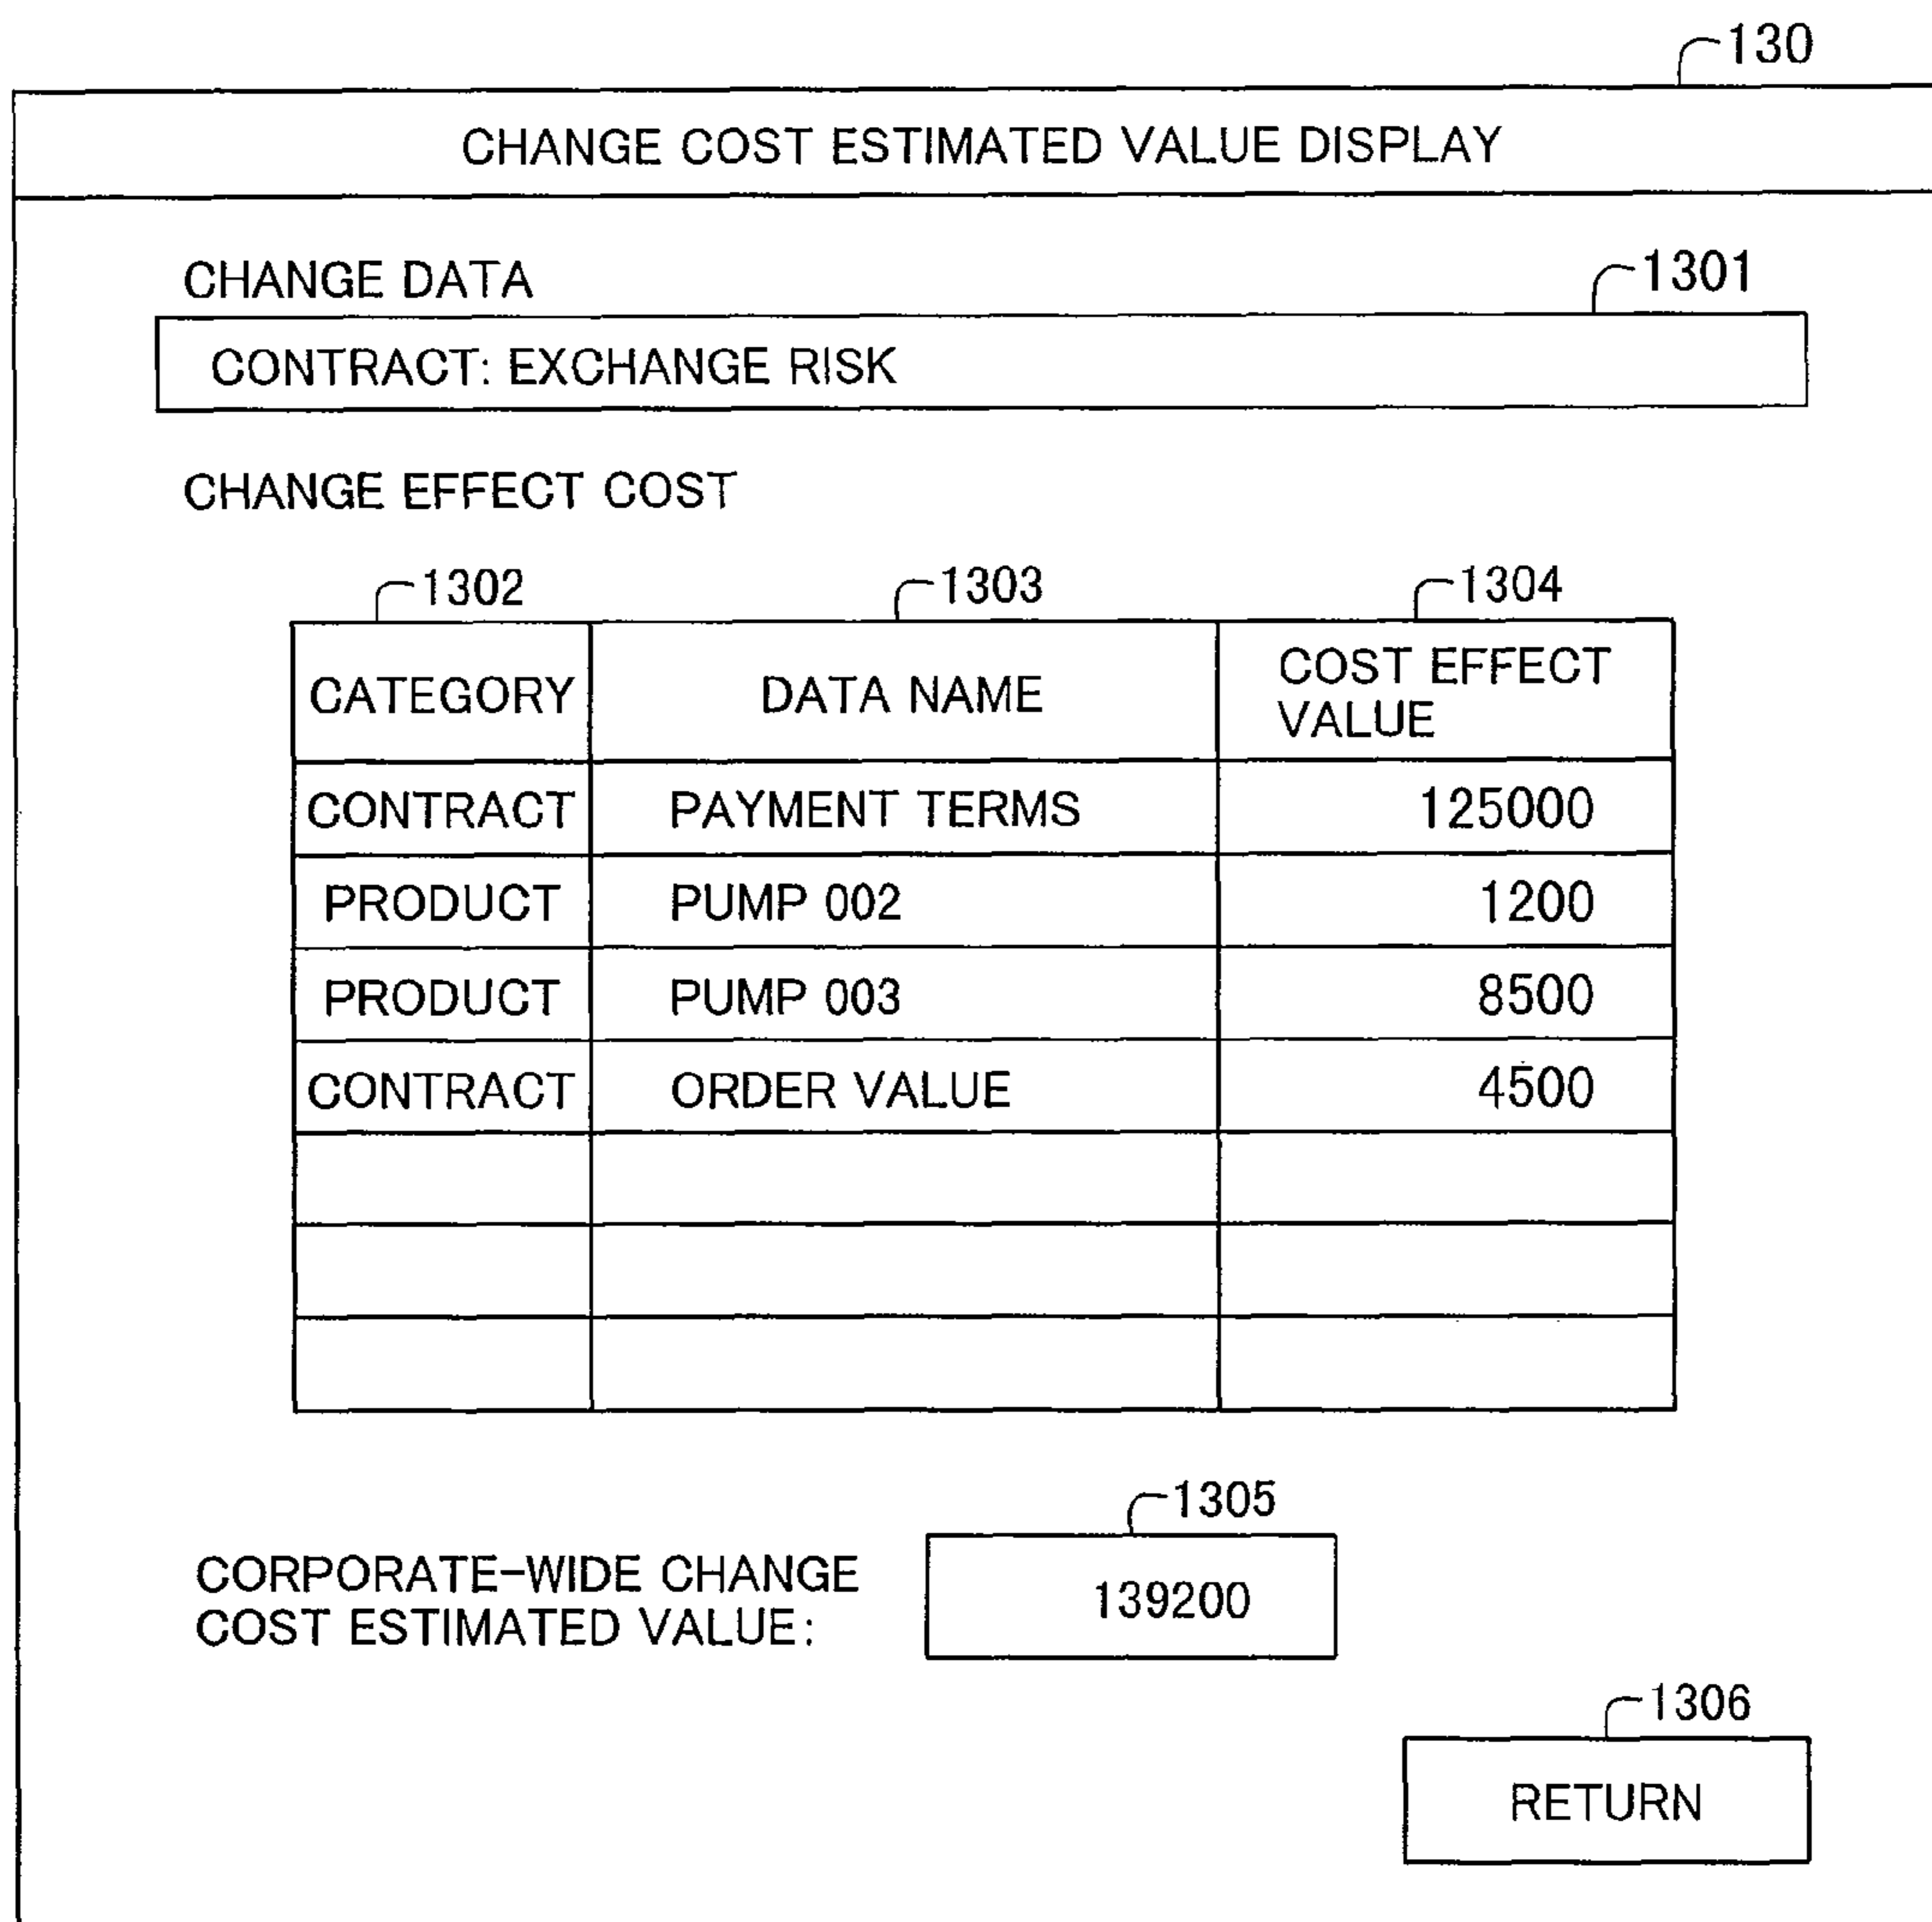 130
CHANGE COST ESTIMATED VALUE DISPLAY
CHANGE DATA
1301
CONTRACT: EXCHANGE RISK
CHANGE EFFECT COST
1302 1303 1304
CATEGORY DATA NAME COST EFFECT VALUE
CONTRACT PAYMENT TERMS 125000
PRODUCT PUMP 002 1200
PRODUCT PUMP 003 8500
CONTRACT ORDER VALUE 4500
1305
CORPORATE-WIDE CHANGE
COST ESTIMATED VALUE:
139200
1306
RETURN